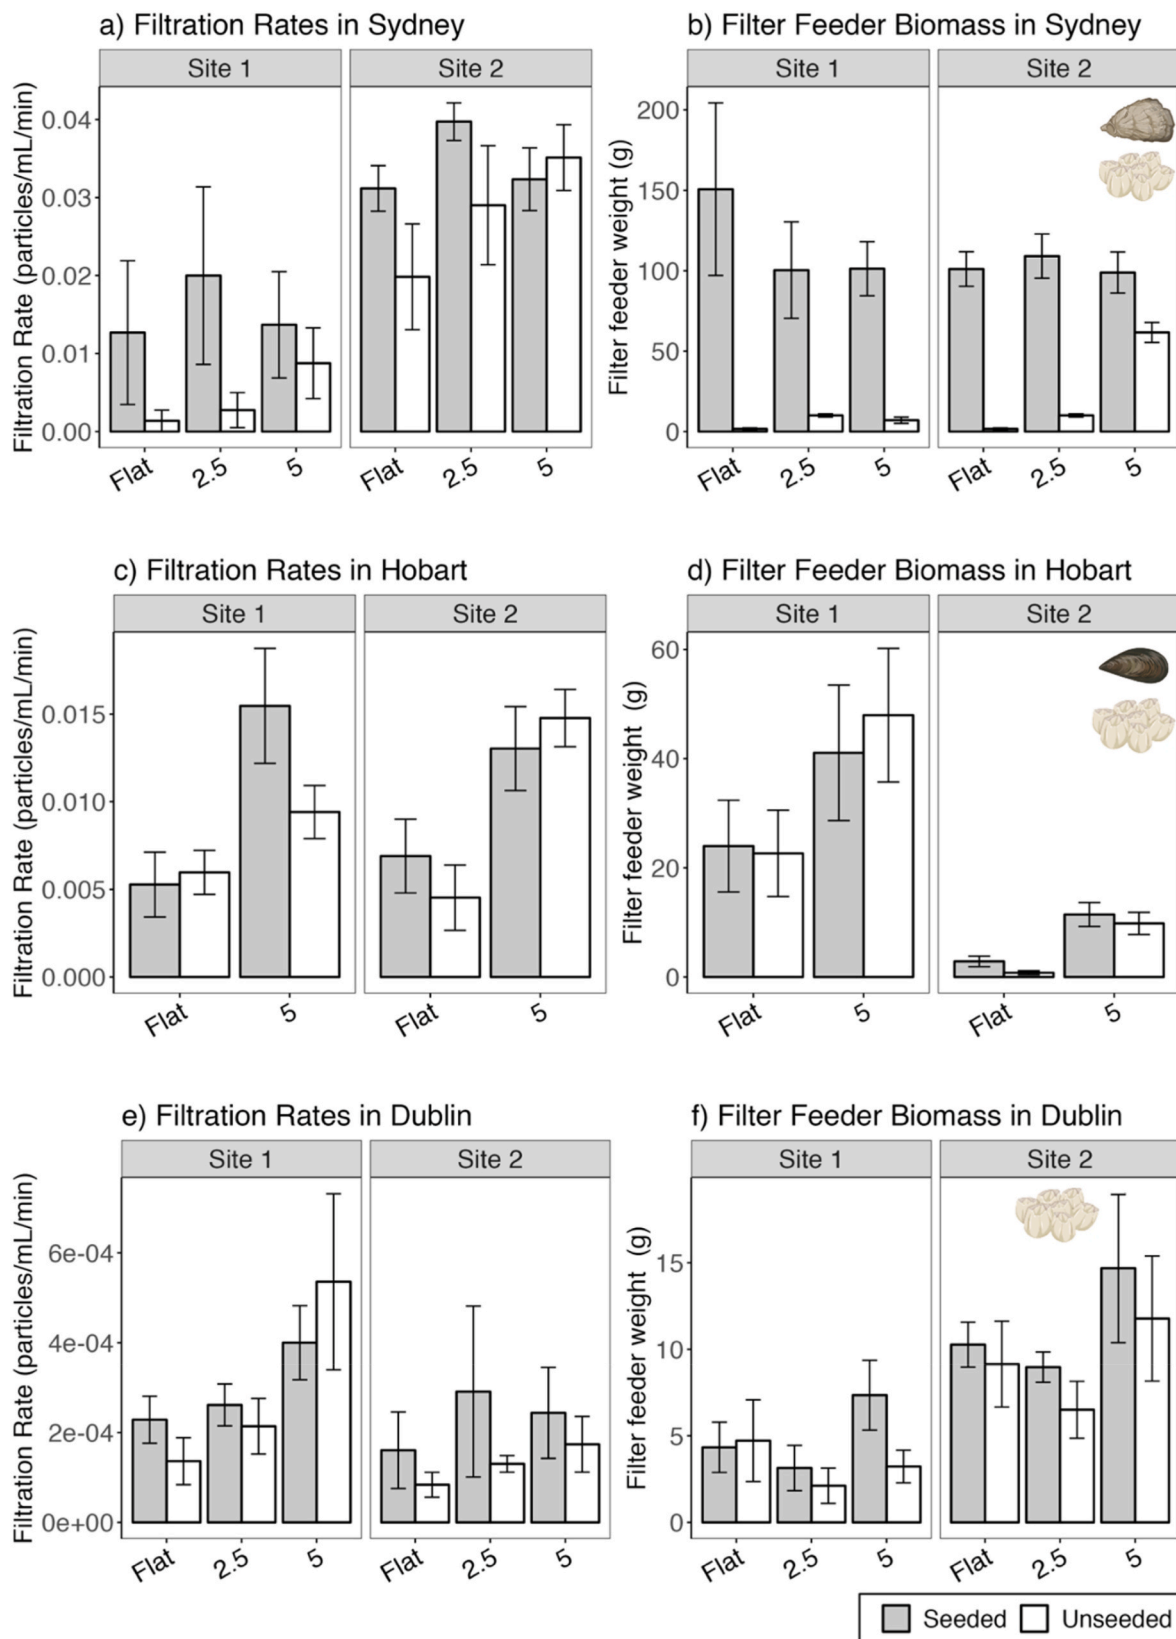 a) Filtration Rates in Sydney
Site 1
Site 2
Filtration Rate (particles/mL/min)
0.04
0.03
0.02
0.01
0.00
Flat
2.5
5
Flat
2.5
5
b) Filter Feeder Biomass in Sydney
Site 1
Site 2
Filter feeder weight (g)
200
150
100
50
0
Flat
2.5
5
Flat
2.5
5
c) Filtration Rates in Hobart
Site 1
Site 2
Filtration Rate (particles/mL/min)
0.015
0.010
0.005
0.000
Flat
5
Flat
5
d) Filter Feeder Biomass in Hobart
Site 1
Site 2
Filter feeder weight (g)
60
40
20
0
Flat
5
Flat
5
e) Filtration Rates in Dublin
Site 1
Site 2
Filtration Rate (particles/mL/min)
6e-04
4e-04
2e-04
0e+00
Flat
2.5
5
Flat
2.5
5
f) Filter Feeder Biomass in Dublin
Site 1
Site 2
Filter feeder weight (g)
15
10
5
0
Flat
2.5
5
Flat
2.5
5
Seeded Unseeded